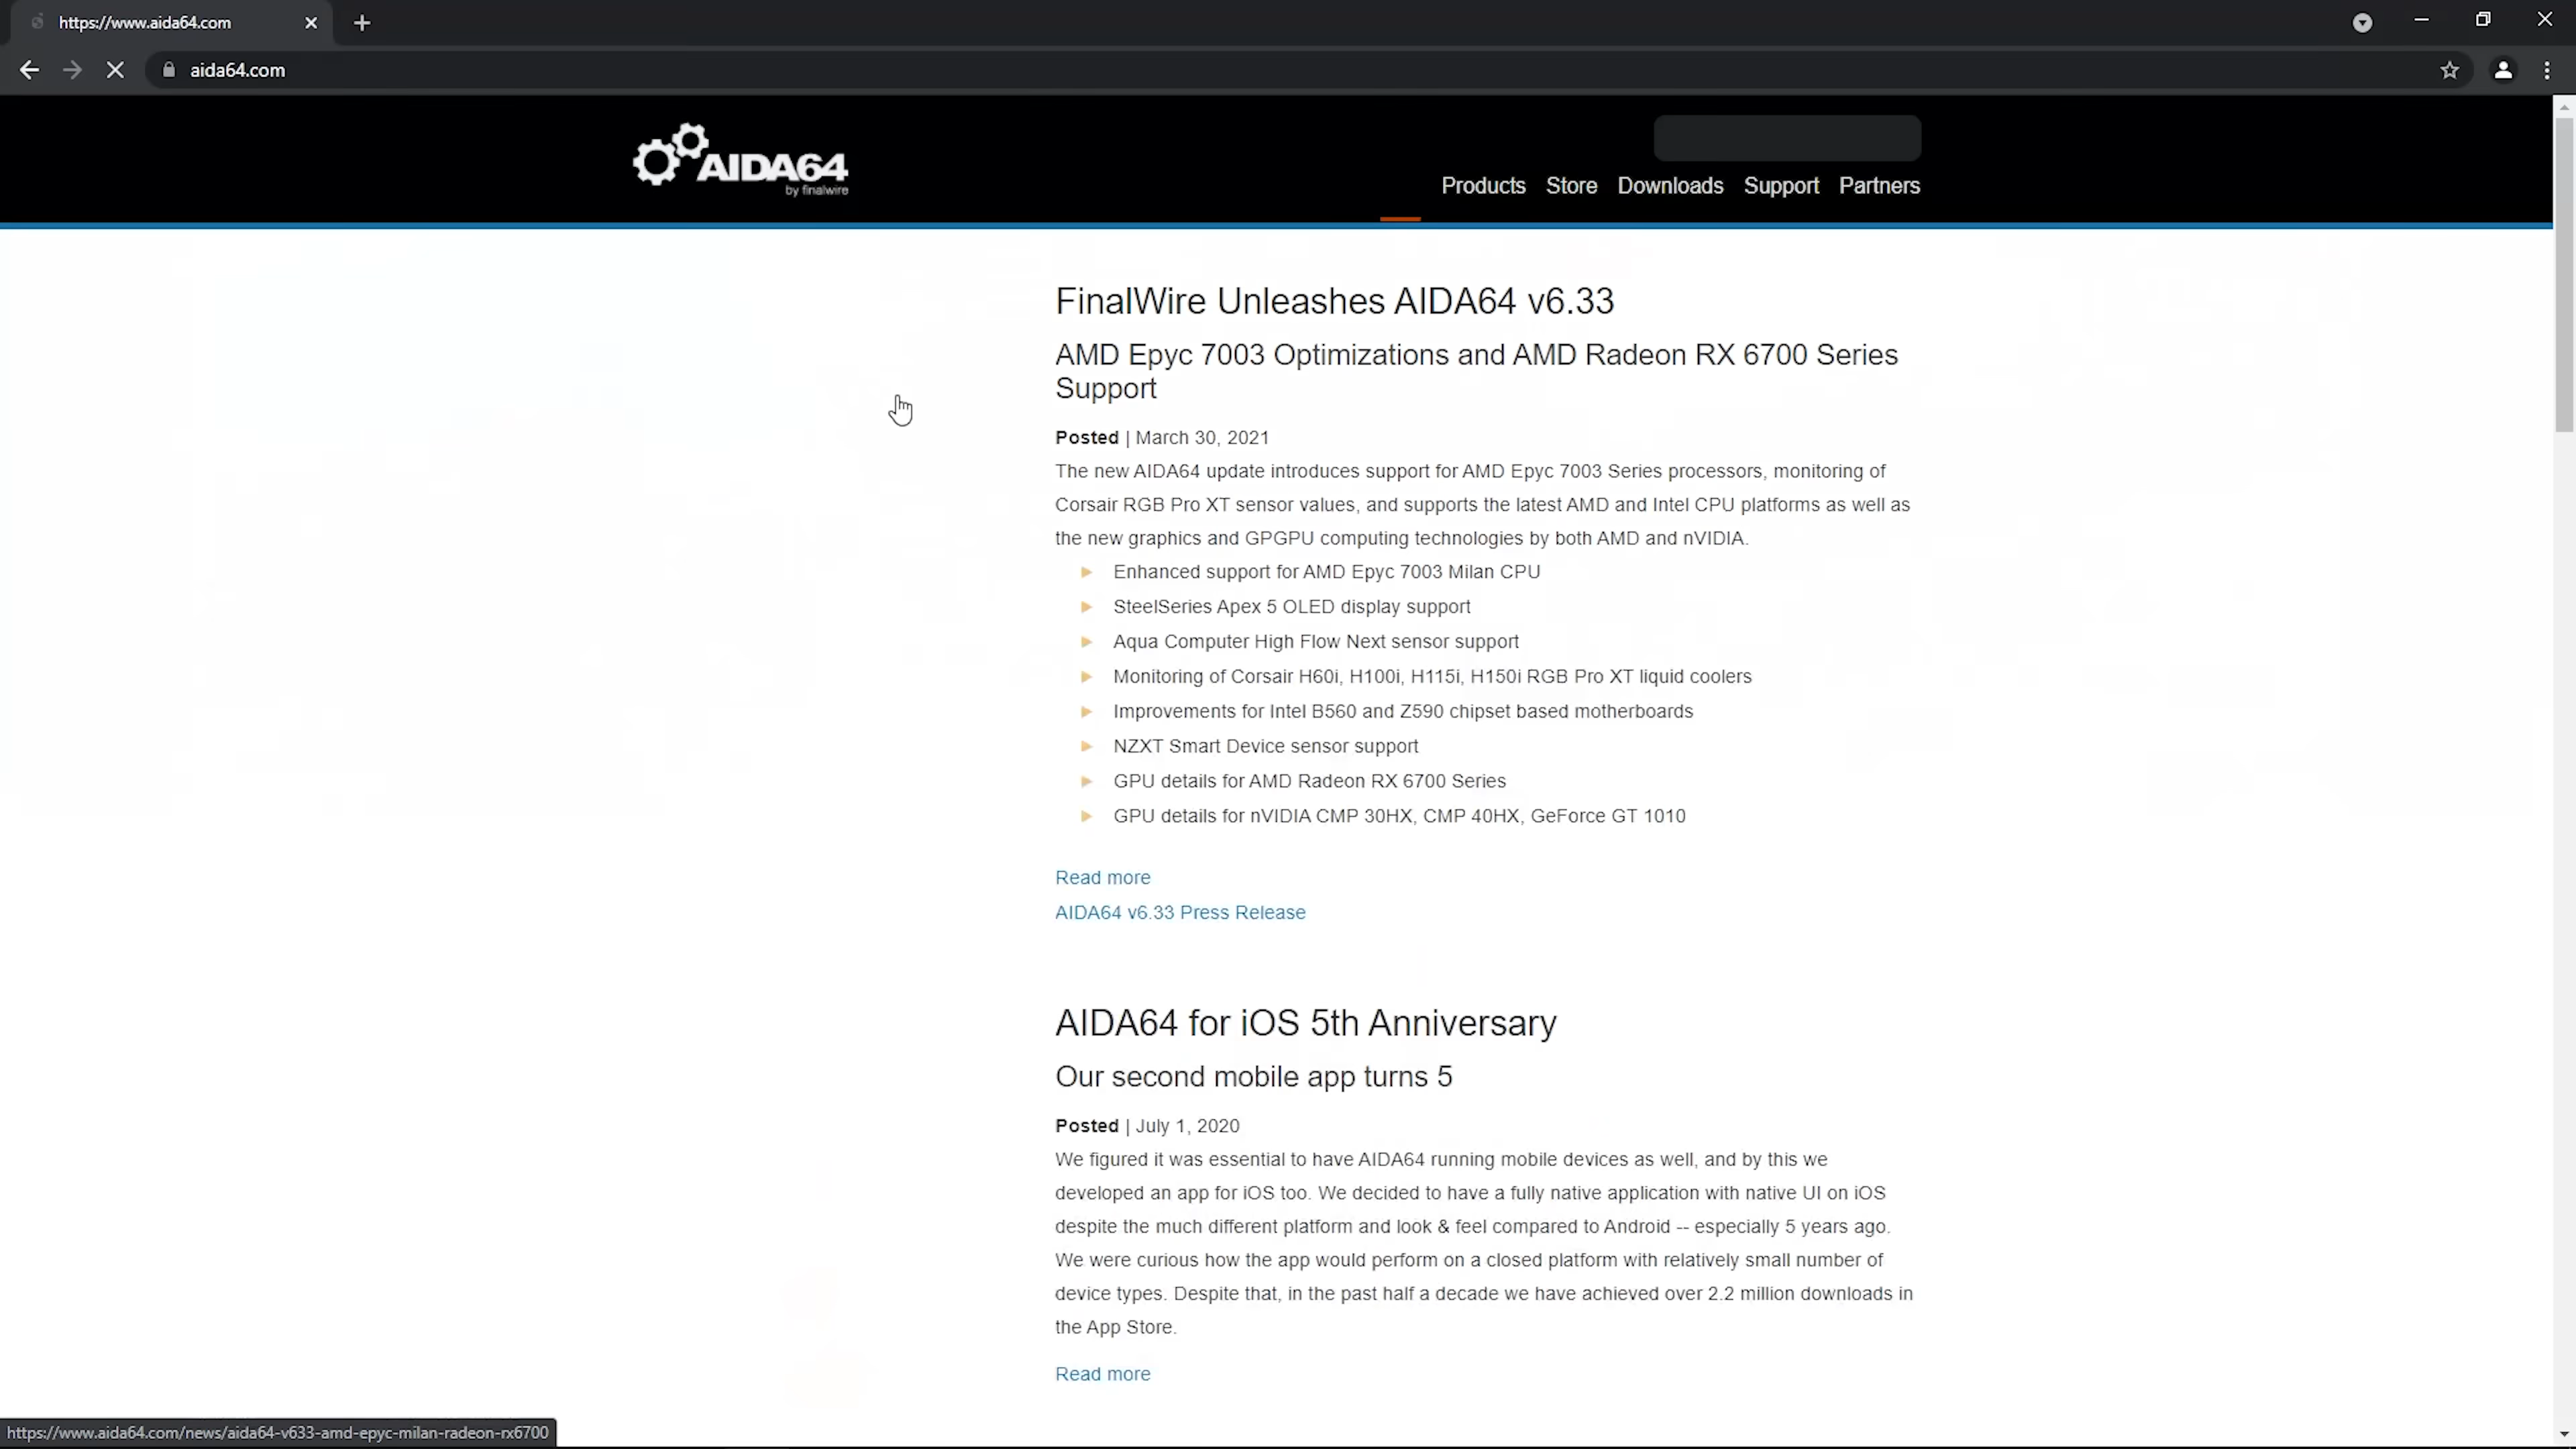 https://www.aida64.com
aida64.com
AIDA64
by finalwire
Products Store Downloads Support Partners
FinalWire Unleashes AIDA64 v6.33
AMD Epyc 7003 Optimizations and AMD Radeon RX 6700 Series
Support
Posted | March 30, 2021
The new AIDA64 update introduces support for AMD Epyc 7003 Series processors, monitoring of
Corsair RGB Pro XT sensor values, and supports the latest AMD and Intel CPU platforms as well as
the new graphics and GPGPU computing technologies by both AMD and nVIDIA.
Enhanced support for AMD Epyc 7003 Milan CPU
SteelSeries Apex 5 OLED display support
Aqua Computer High Flow Next sensor support
Monitoring of Corsair H60i, H100i, H115i, H150i RGB Pro XT liquid coolers
Improvements for Intel B560 and Z590 chipset based motherboards
NZXT Smart Device sensor support
GPU details for AMD Radeon RX 6700 Series
GPU details for nVIDIA CMP 30HX, CMP 40HX, GeForce GT 1010
Read more
AIDA64 v6.33 Press Release
AIDA64 for iOS 5th Anniversary
Our second mobile app turns 5
Posted | July 1, 2020
We figured it was essential to have AIDA64 running mobile devices as well, and by this we
developed an app for iOS too. We decided to have a fully native application with native UI on iOS
despite the much different platform and look & feel compared to Android -- especially 5 years ago.
We were curious how the app would perform on a closed platform with relatively small number of
device types. Despite that, in the past half a decade we have achieved over 2.2 million downloads in
the App Store.
Read more
https://www.aida64.com/news/aida64-v633-amd-epyc-milan-radeon-rx6700